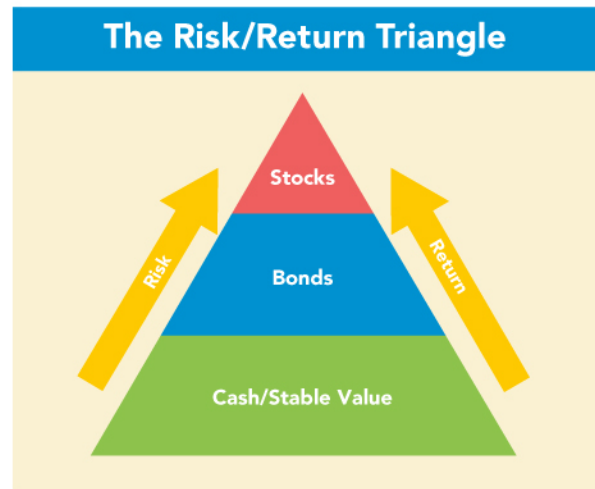 The Risk/Return Triangle
Stocks
Risk
Return
Bonds
Cash/Stable Value